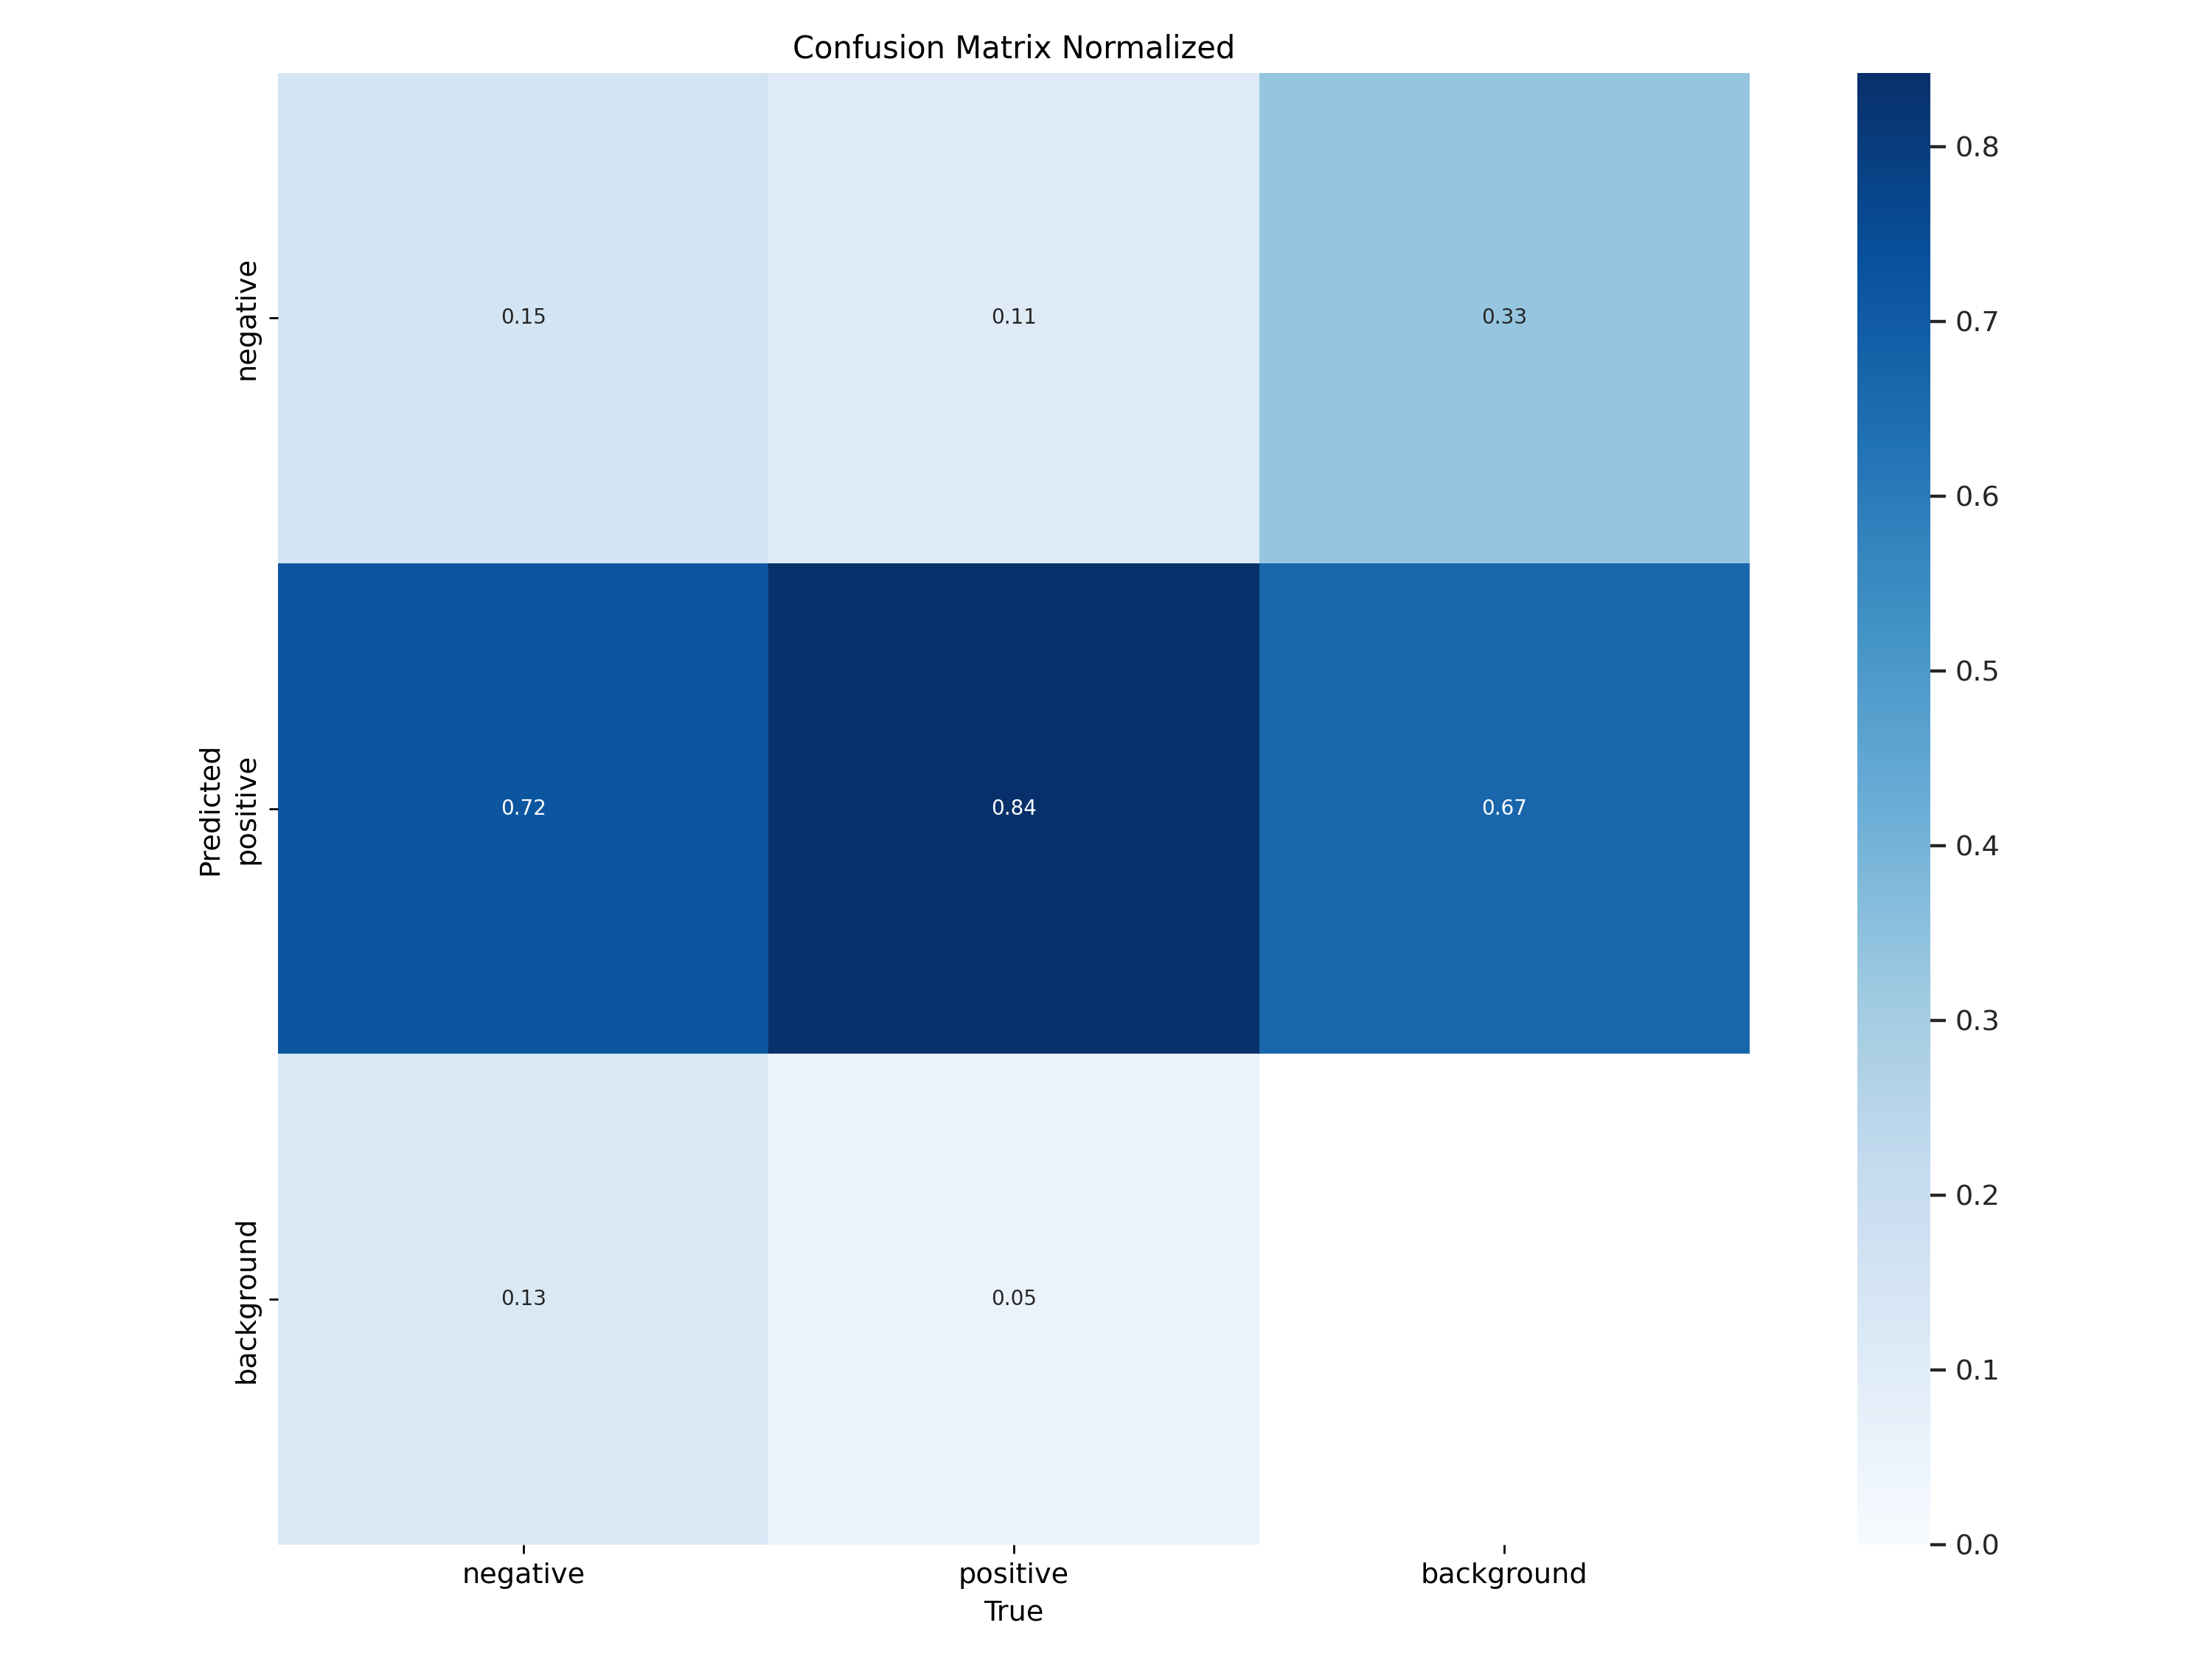 Confusion Matrix Normalized
negative
0.15 0.11 0.33
Predicted
positive
0.72 0.84 0.67
background
0.13 0.05
negative positive background
True
0.8
0.7
0.6
0.5
0.4
0.3
0.2
0.1
0.0